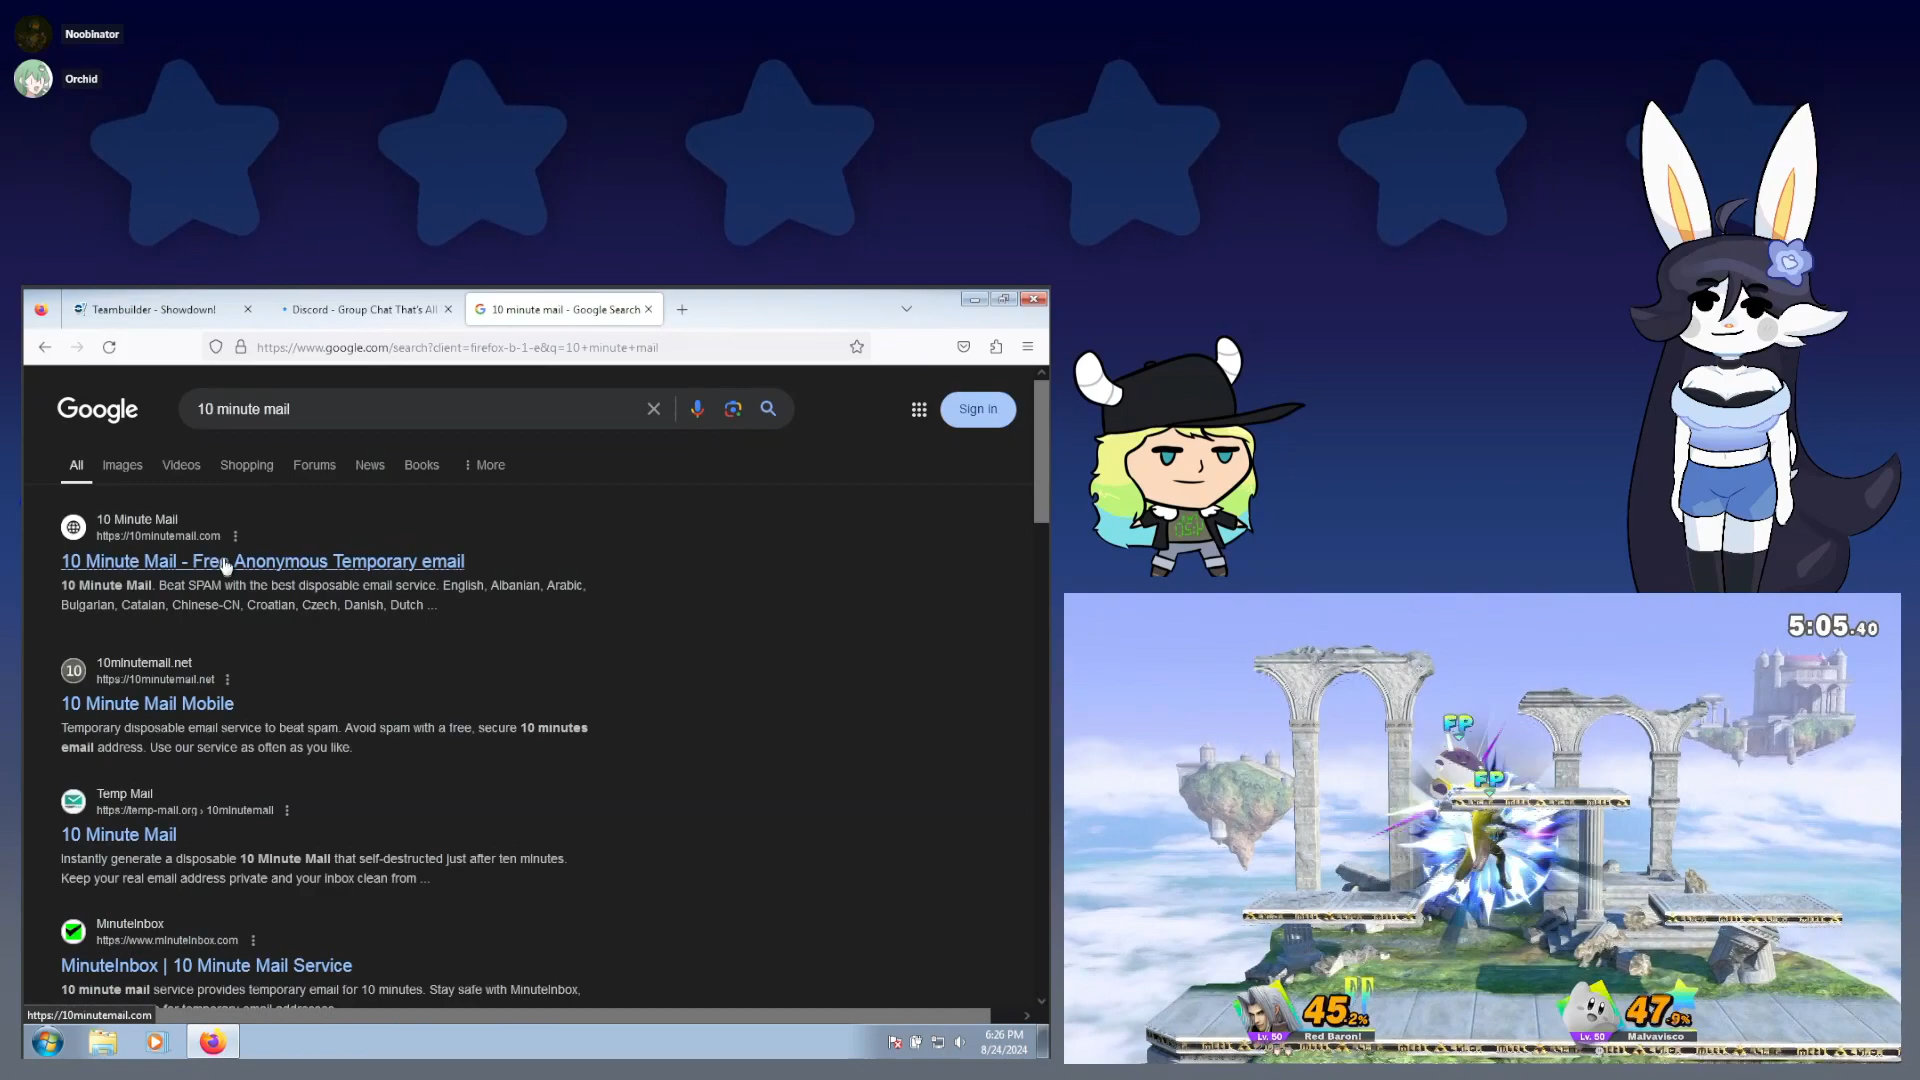 Noobinator
Orchid
Teambuilder - Showdown!
Discord - Group Chat That's All
10 minute mail - Google Search
https://www.google.com/search?client=firefox-b-1-e&q=10+minute+mail
Google
10 minute mail
Sign in
All
Images
Videos
Shopping
Forums
News
Books
More
10 Minute Mail
https://10minutemail.com
10 Minute Mail - Free Anonymous Temporary email
10 Minute Mail. Beat SPAM with the best disposable email service. English, Albanian, Arabic,
Bulgarian, Catalan, Chinese-CN, Croatian, Czech, Danish, Dutch ...
10
10minutemail.net
https://10minutemail.net
10 Minute Mail Mobile
Temporary disposable email service to beat spam. Avoid spam with a free, secure 10 minutes
email address. Use our service as often as you like.
Temp Mail
https://temp-mail.org › 10minutemail
10 Minute Mail
Instantly generate a disposable 10 Minute Mail that self-destructed just after ten minutes.
Keep your real email address private and your inbox clean from ...
MinuteInbox
https://www.minuteinbox.com
MinuteInbox | 10 Minute Mail Service
10 minute mail service provides temporary email for 10 minutes. Stay safe with MinuteInbox,
https://10minutemail.com
6:26 PM
8/24/2024
5:05.40
FP
FP
45.2%
Lv. 50
Red Baron!
47.9%
Lv. 50
Malvavisco